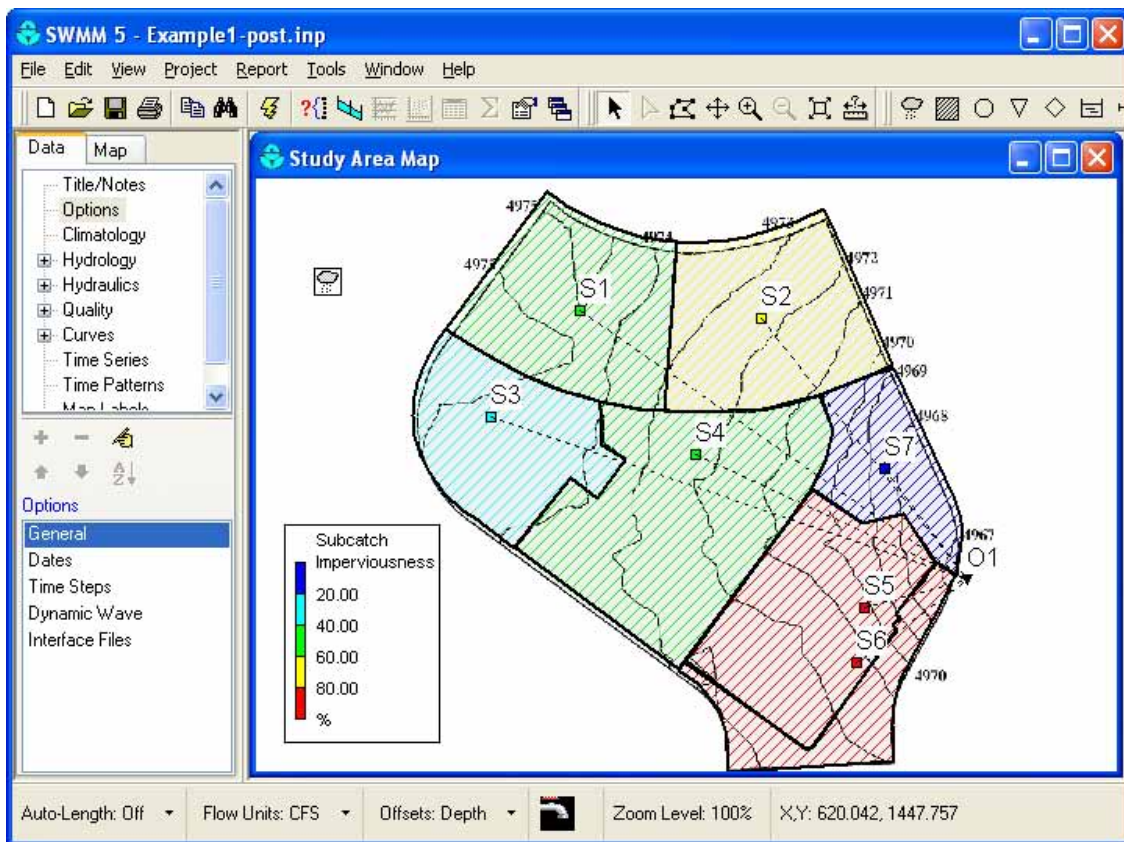 SWMM 5 - Example1-post.inp
File Edit View Project Report Tools Window Help
Data Map
Title/Notes
Options
Climatology
Hydrology
Hydraulics
Quality
Curves
Time Series
Time Patterns
Map Labels
Options
General
Dates
Time Steps
Dynamic Wave
Interface Files
Study Area Map
4975
4974
4973
4972
4971
4970
4969
4968
4967
4970
S1
S2
S3
S4
S7
S5
S6
O1
Subcatch
Imperviousness
20.00
40.00
60.00
80.00
%
Auto-Length: Off Flow Units: CFS Offsets: Depth Zoom Level: 100% X,Y: 620.042, 1447.757